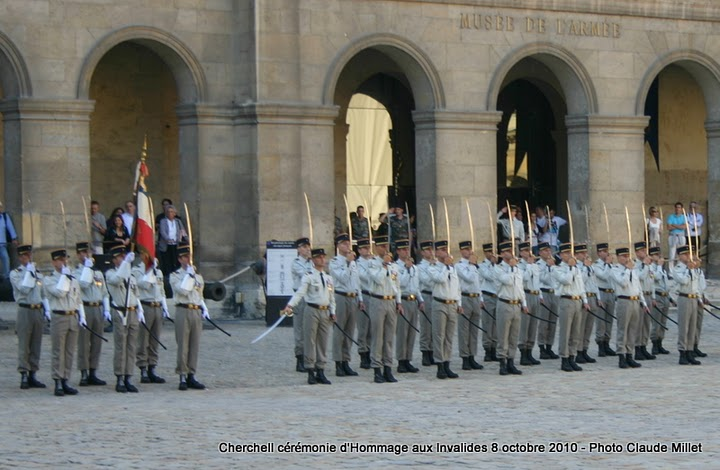 MUSÉE DE L'ARMÉE
Cherchell cérémonie d'Hommage aux Invalides 8 octobre 2010 - Photo Claude Millet